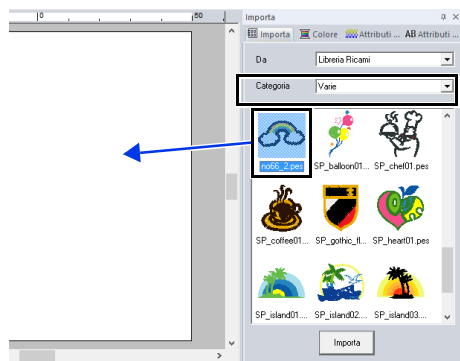 0 50
Importa
Importa Colore Attributi ... AB Attributi ...
Da Libreria Ricami
Categoria Varie
no66_2.pes SP_balloon01... SP_chef01.pes
SP_coffee01... SP_gothic_fl... SP_heart01.pes
SP_island01.... SP_island02.... SP_island03....
Importa